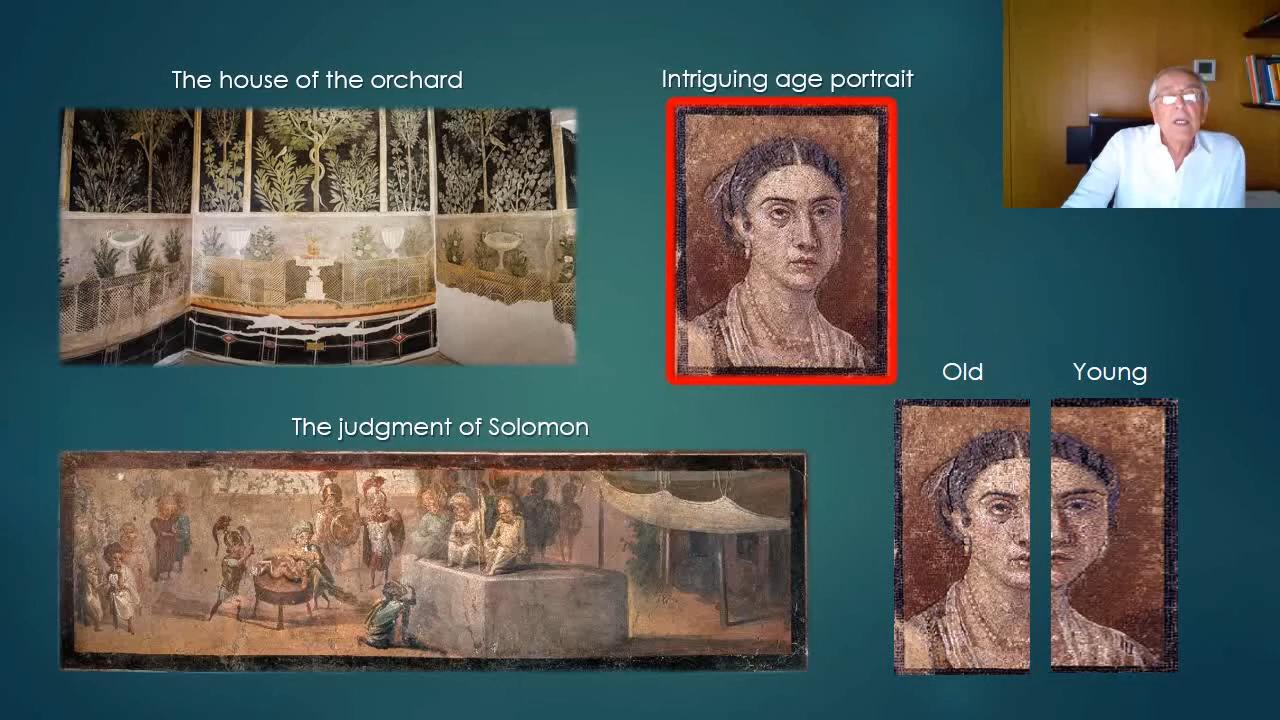 The house of the orchard
Intriguing age portrait
Old
Young
The judgment of Solomon